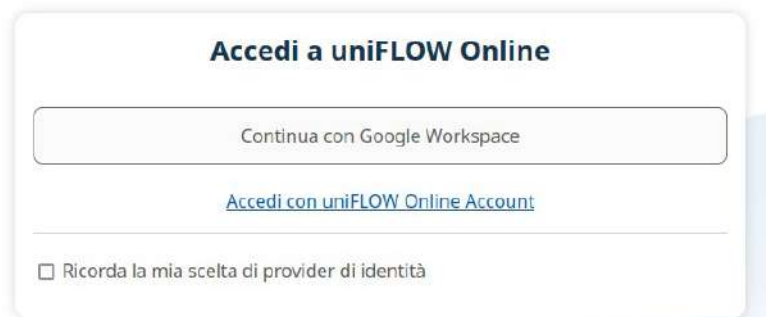 Accedi a uniFLOW Online
Continua con Google Workspace
Accedi con uniFLOW Online Account
Ricorda la mia scelta di provider di identità